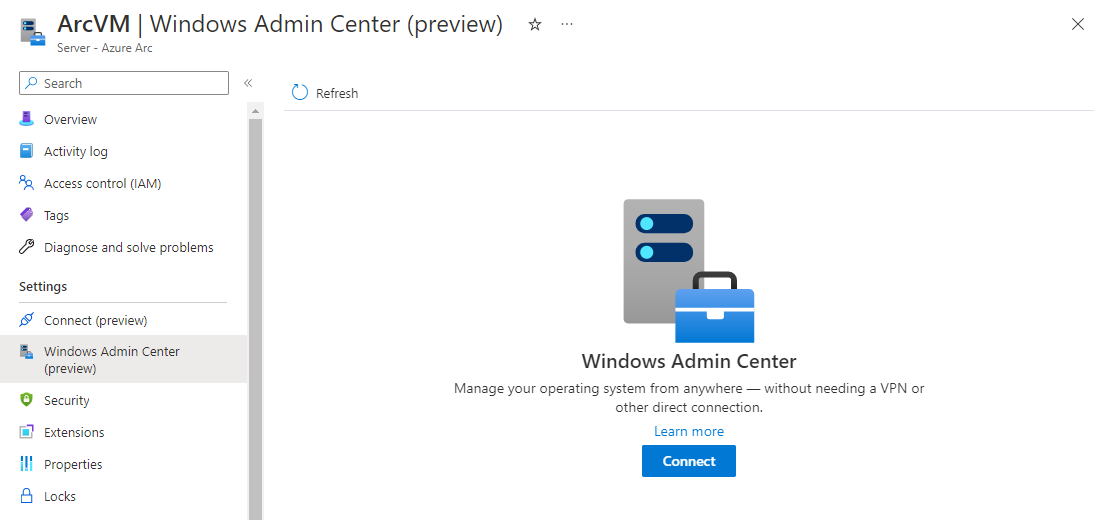 ArcVM | Windows Admin Center (preview)
Server - Azure Arc
Search
Overview
Activity log
Access control (IAM)
Tags
Diagnose and solve problems
Settings
Connect (preview)
Windows Admin Center
(preview)
Security
Extensions
Properties
Locks
Refresh
Windows Admin Center
Manage your operating system from anywhere — without needing a VPN or
other direct connection.
Learn more
Connect